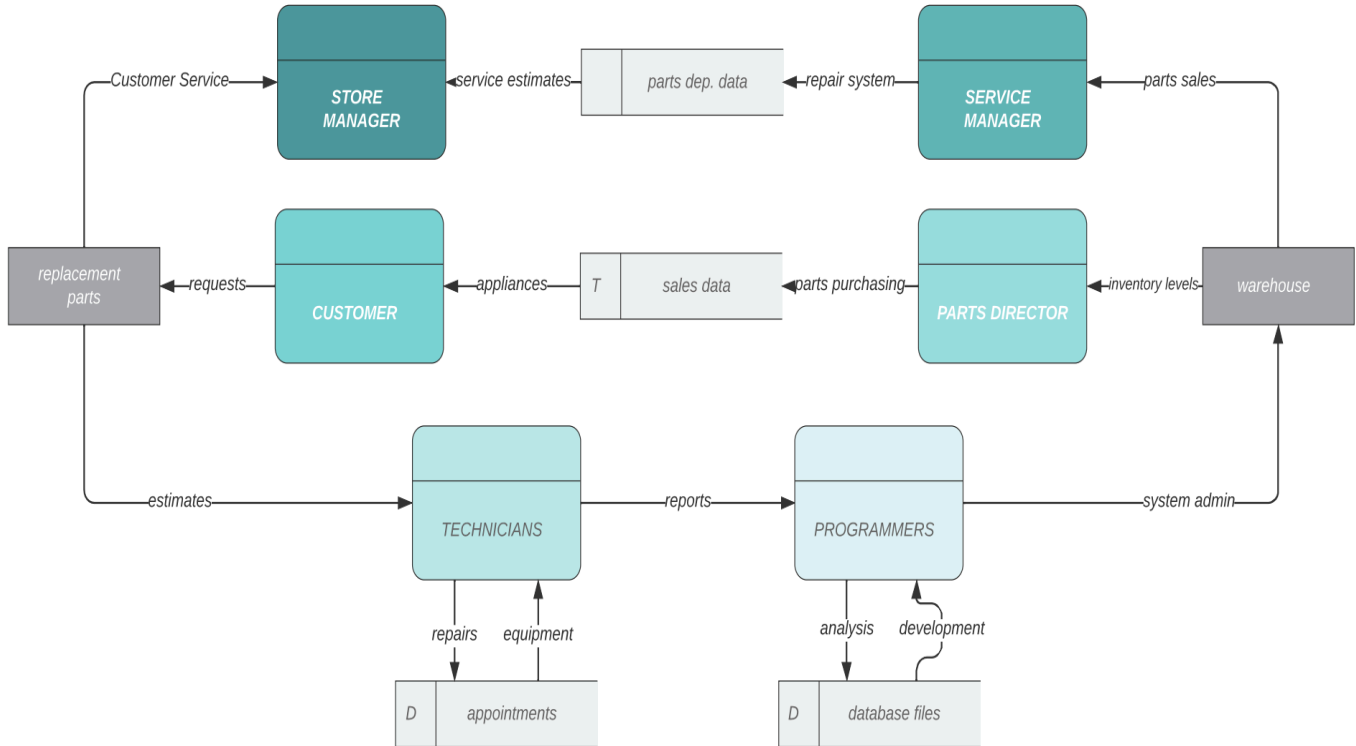 Customer Service
STORE
MANAGER
service estimates
parts dep. data
repair system
SERVICE
MANAGER
parts sales
replacement
parts
requests
CUSTOMER
appliances
T
sales data
parts purchasing
PARTS DIRECTOR
inventory levels
warehouse
estimates
TECHNICIANS
reports
PROGRAMMERS
system admin
repairs
equipment
analysis
development
D
appointments
D
database files